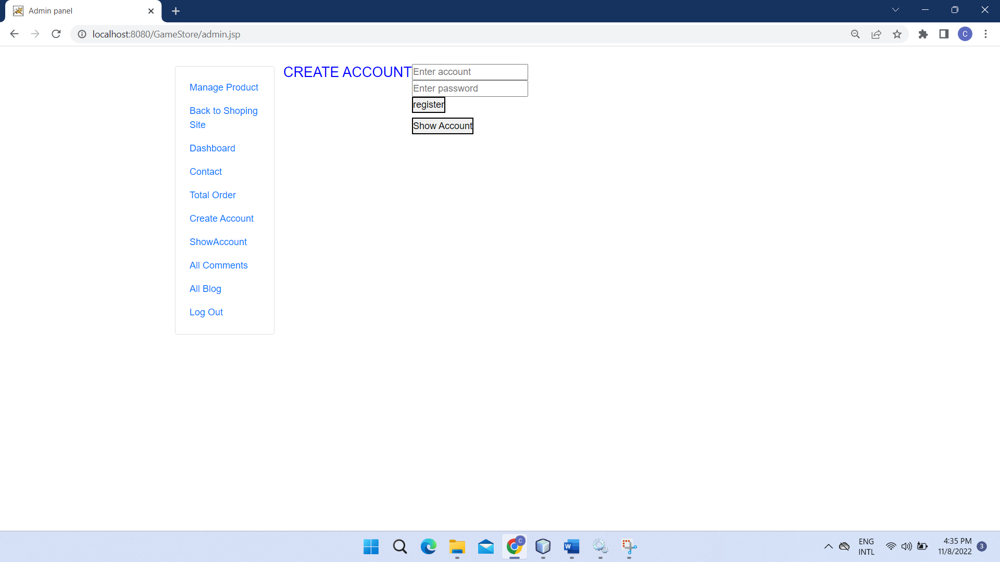 Admin panel
localhost:8080/GameStore/admin.jsp
C
Manage Product
Back to Shoping
Site
Dashboard
Contact
Total Order
Create Account
ShowAccount
All Comments
All Blog
Log Out
CREATE ACCOUNT
Enter account
Enter password
register
Show Account
C
W
ENG
INTL
4:35 PM
11/8/2022
3